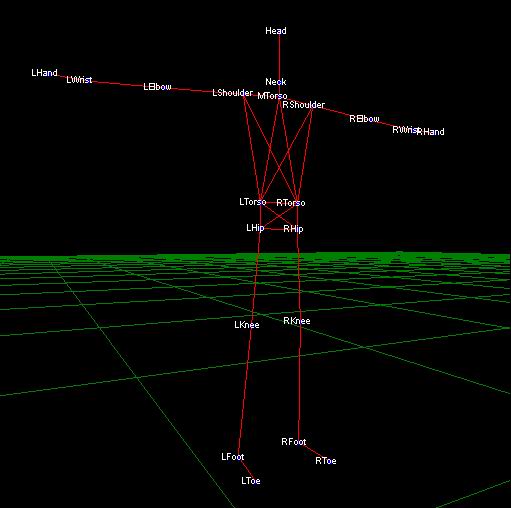 Head
LHand
LWrist
Neck
LElbow
LShoulder
MTorso
RShoulder
RElbow
RWrist
RHand
LTorso
RTorso
LHip
RHip
LKnee
RKnee
RFoot
LFoot
RToe
LToe